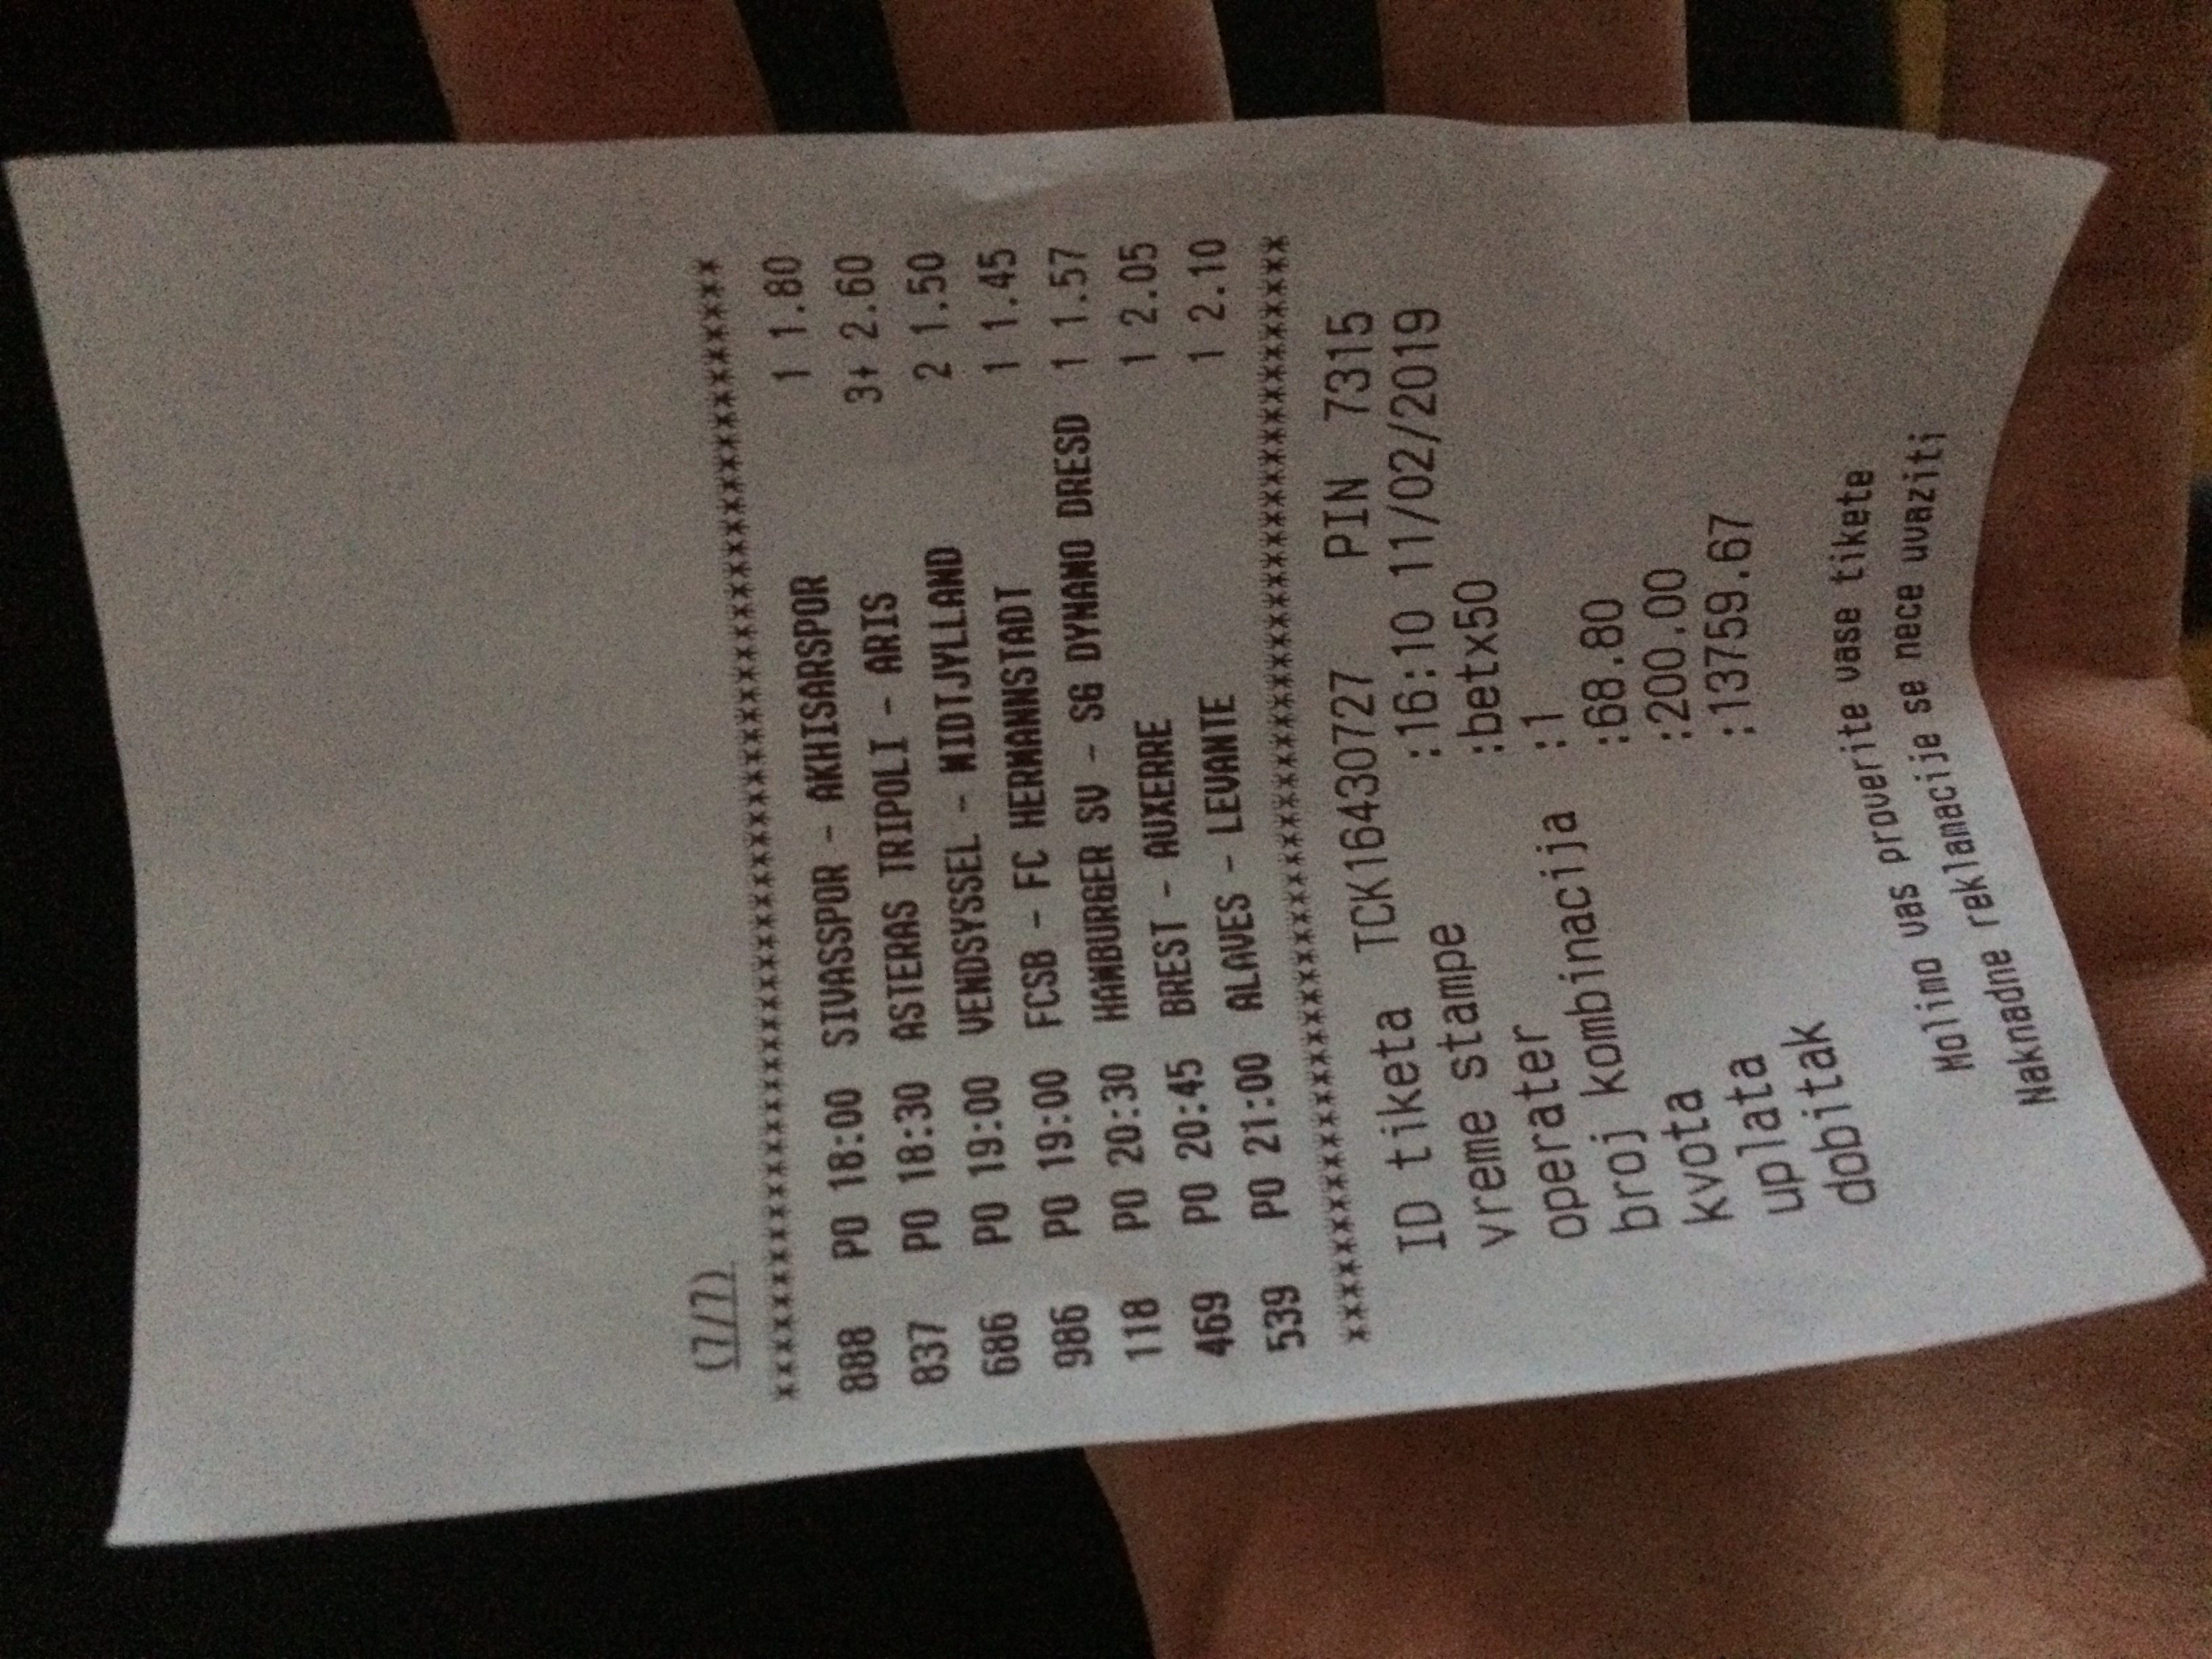 (7/7)
************************************************
888 PO 18:00 SIVASSPOR - AKHISARSPOR 1 1.80
837 PO 18:30 ASTERAS TRIPOLI - ARIS 3+ 2.60
686 PO 19:00 VENDSYSSEL - MIDTJYLLAND 2 1.50
986 PO 19:00 FCSB - FC HERMANNSTADT 1 1.45
118 PO 20:30 HAMBURGER SV - SG DYNAMO DRESD 1 1.57
469 PO 20:45 BREST - AUXERRE 1 2.05
539 PO 21:00 ALAVES - LEVANTE 1 2.10
************************************************
ID tiketa TCK16430727 PIN 7315
vreme stampe :16:10 11/02/2019
operater :betx50
broj kombinacija :1
kvota :68.80
uplata :200.00
dobitak :13759.67
Molimo vas proverite vase tikete
Naknadne reklamacije se nece uvaziti